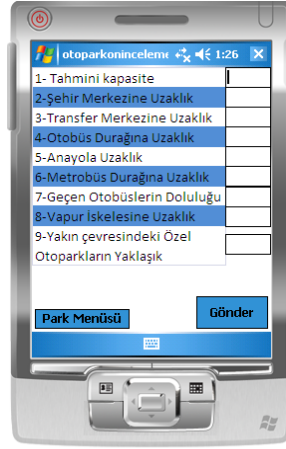 otoparkoninceleme 1:26
1- Tahmini kapasite
2-Şehir Merkezine Uzaklık
3-Transfer Merkezine Uzaklık
4-Otobüs Durağına Uzaklık
5-Anayola Uzaklık
6-Metrobüs Durağına Uzaklık
7-Geçen Otobüslerin Doluluğu
8-Vapur İskelesine Uzaklık
9-Yakın çevresindeki Özel
Otoparkların Yaklaşık
Gönder
Park Menüsü